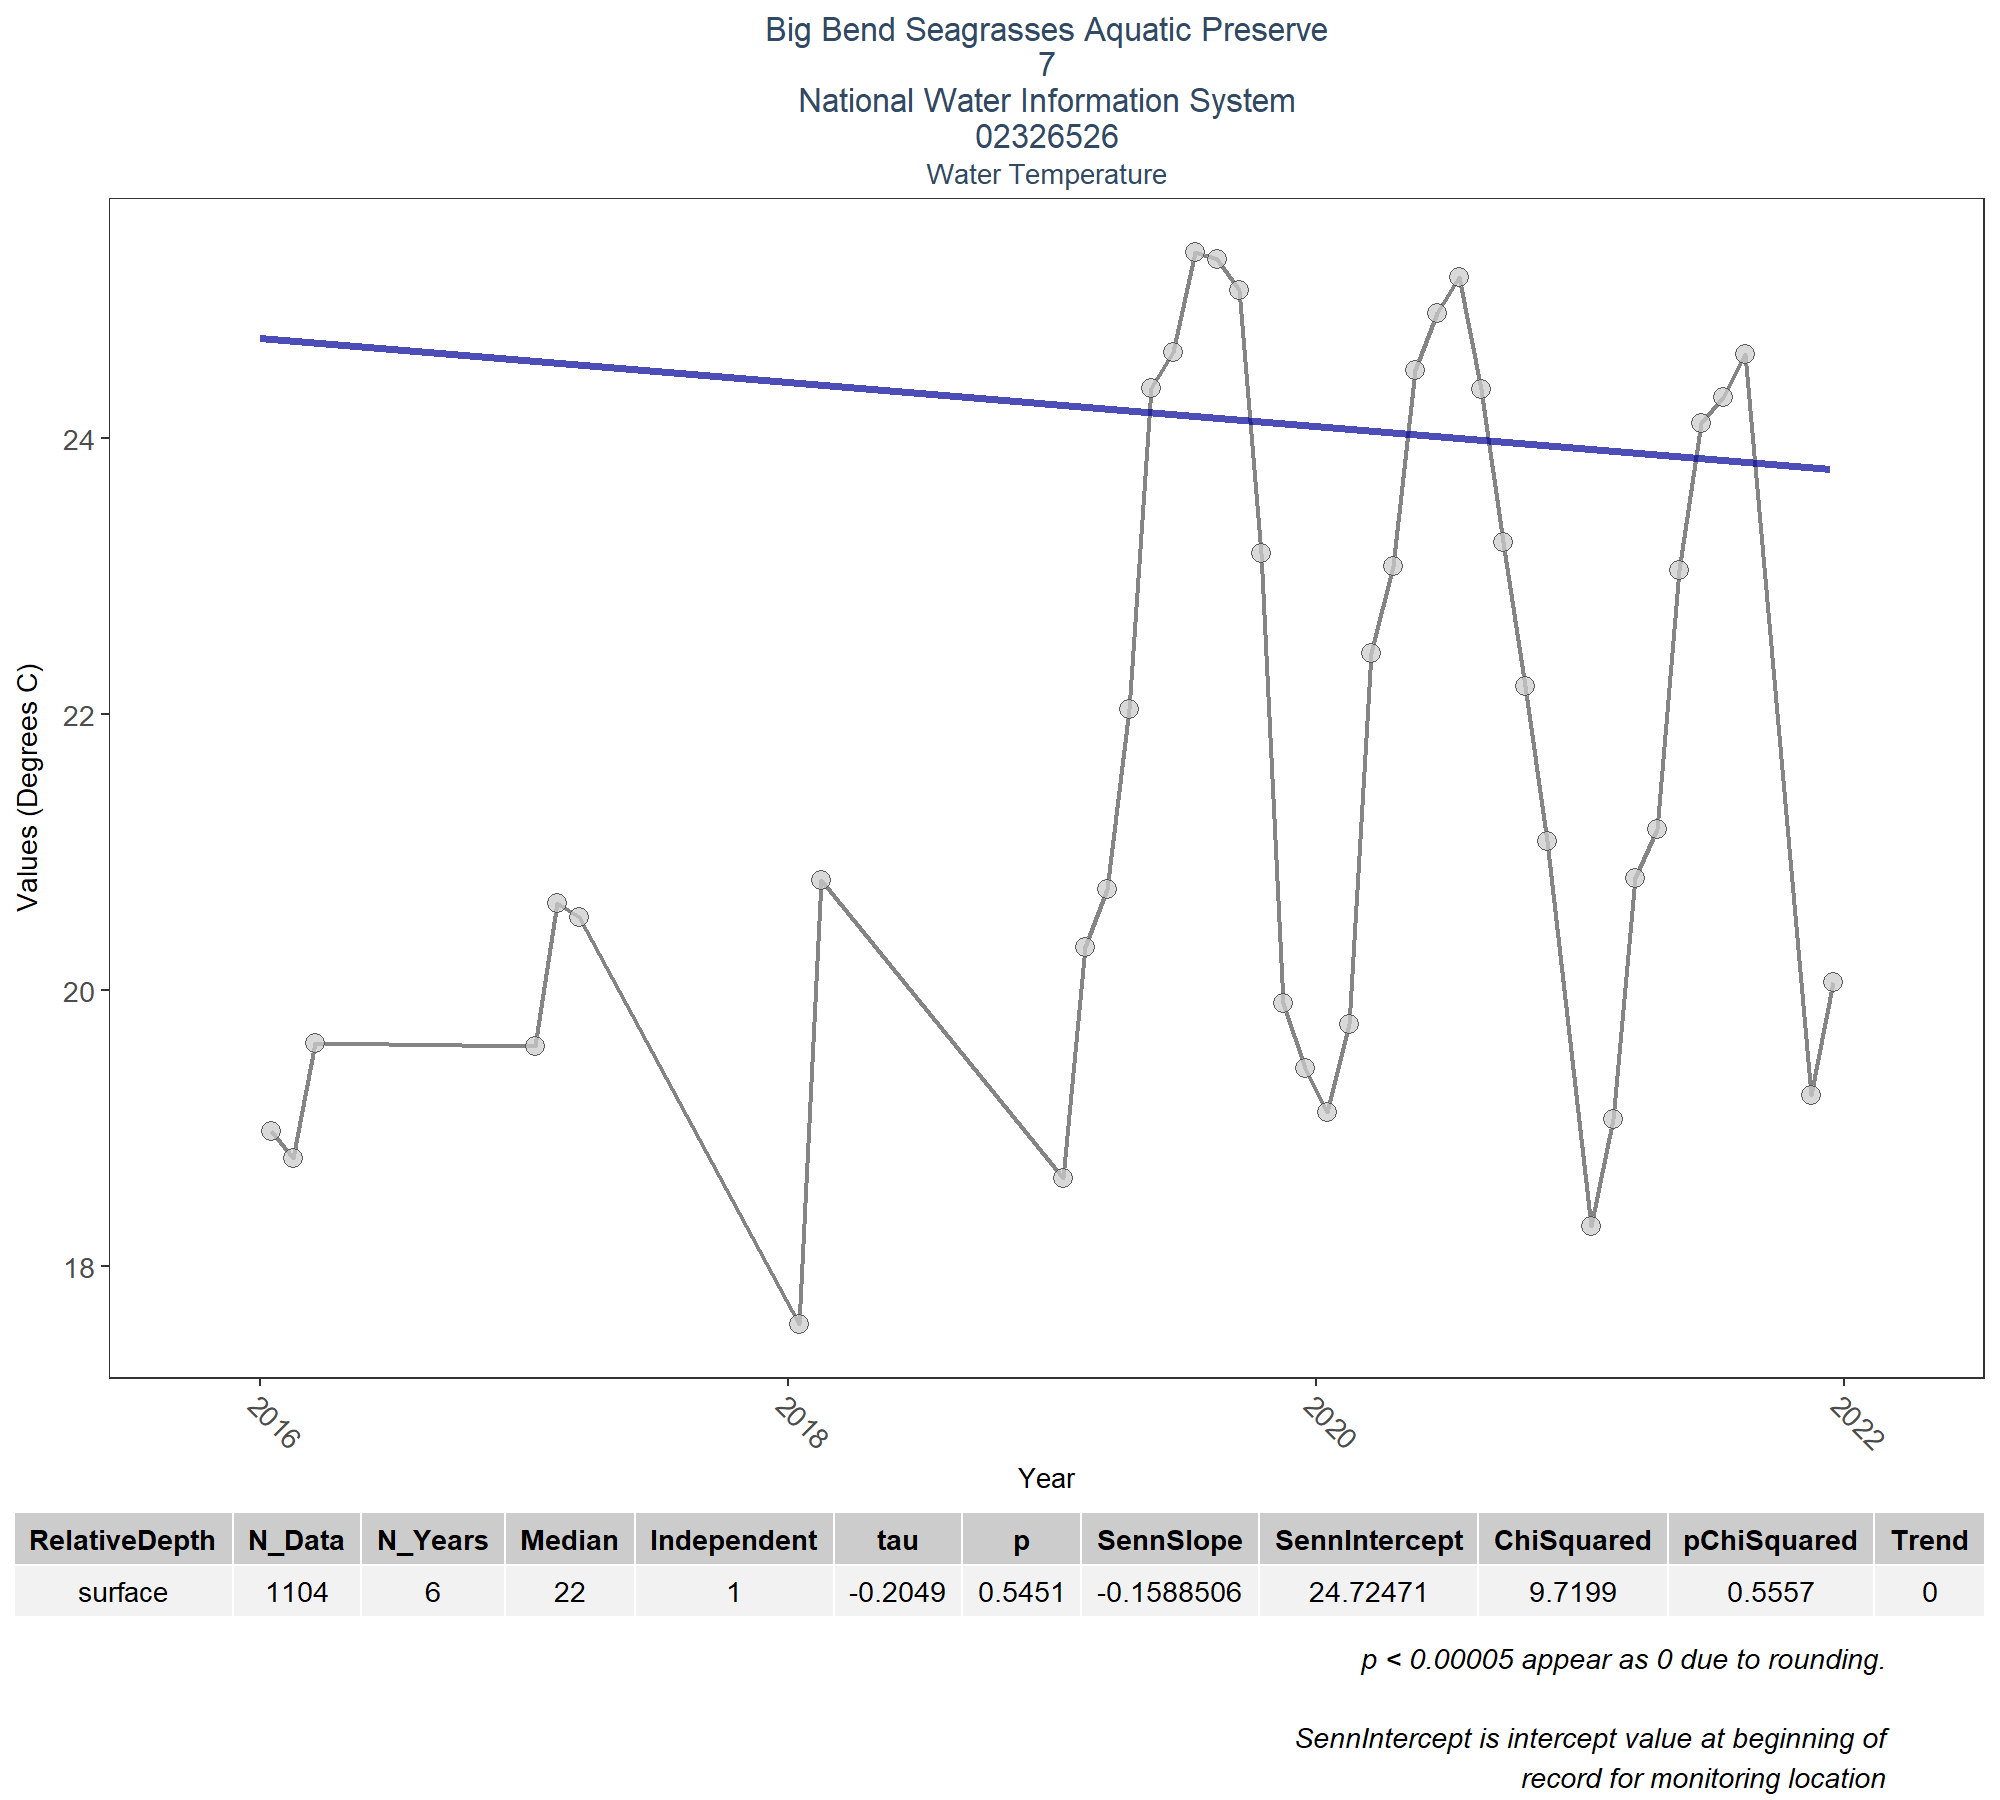 Big Bend Seagrasses Aquatic Preserve
7
National Water Information System
02326526
Water Temperature
Values (Degrees C)
24
22
20
18
2016
2018
2020
2022
Year
RelativeDepth N_Data N_Years Median Independent tau p SennSlope SennIntercept ChiSquared pChiSquared Trend
surface 1104 6 22 1 -0.2049 0.5451 -0.1588506 24.72471 9.7199 0.5557 0
p < 0.00005 appear as 0 due to rounding.
SennIntercept is intercept value at beginning of
record for monitoring location